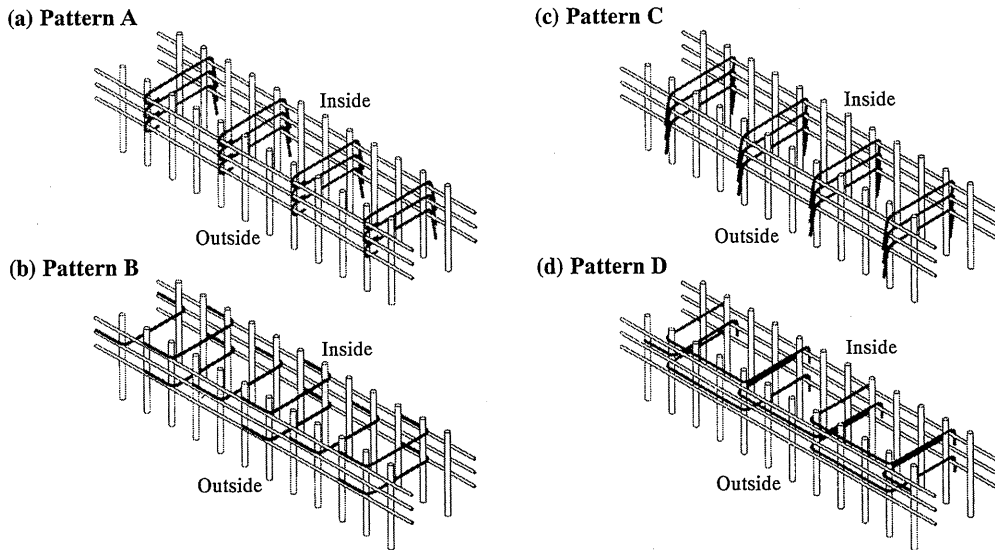 (a) Pattern A
Inside
Outside
(b) Pattern B
Inside
Outside
(c) Pattern C
Inside
Outside
(d) Pattern D
Inside
Outside